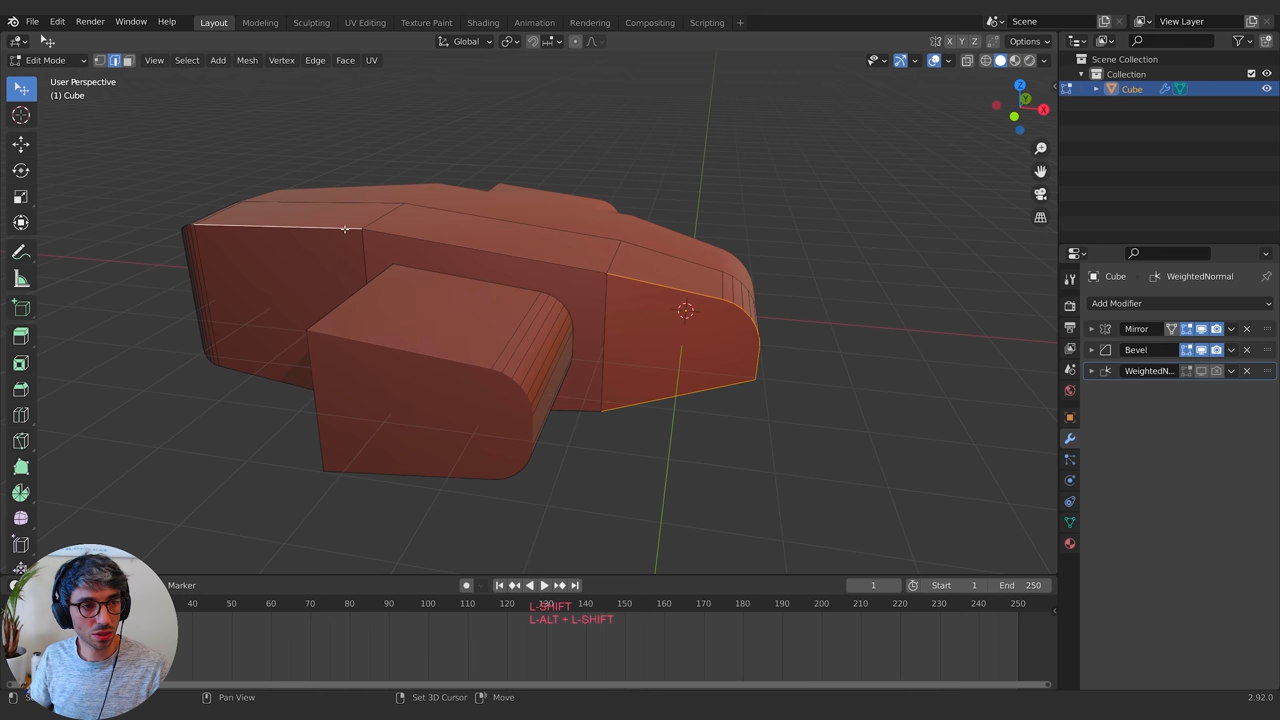 File Edit Render Window Help Layout Modeling Sculpting UV Editing Texture Paint Shading Animation Rendering Compositing Scripting + Scene View Layer
Global X Y Z Options
Edit Mode View Select Add Mesh Vertex Edge Face UV
User Perspective
(1) Cube
Z
Y
X
Scene Collection
Collection
Cube
Cube WeightedNormal
Add Modifier
Mirror
Bevel
WeightedN...
Marker 1 Start 1 End 250
40 50 60 70 80 90 100 110 120 130 140 150 160 170 180 190 200 210 220 230 240 250
L-SHIFT
L-ALT + L-SHIFT
Pan View Set 3D Cursor Move 2.92.0